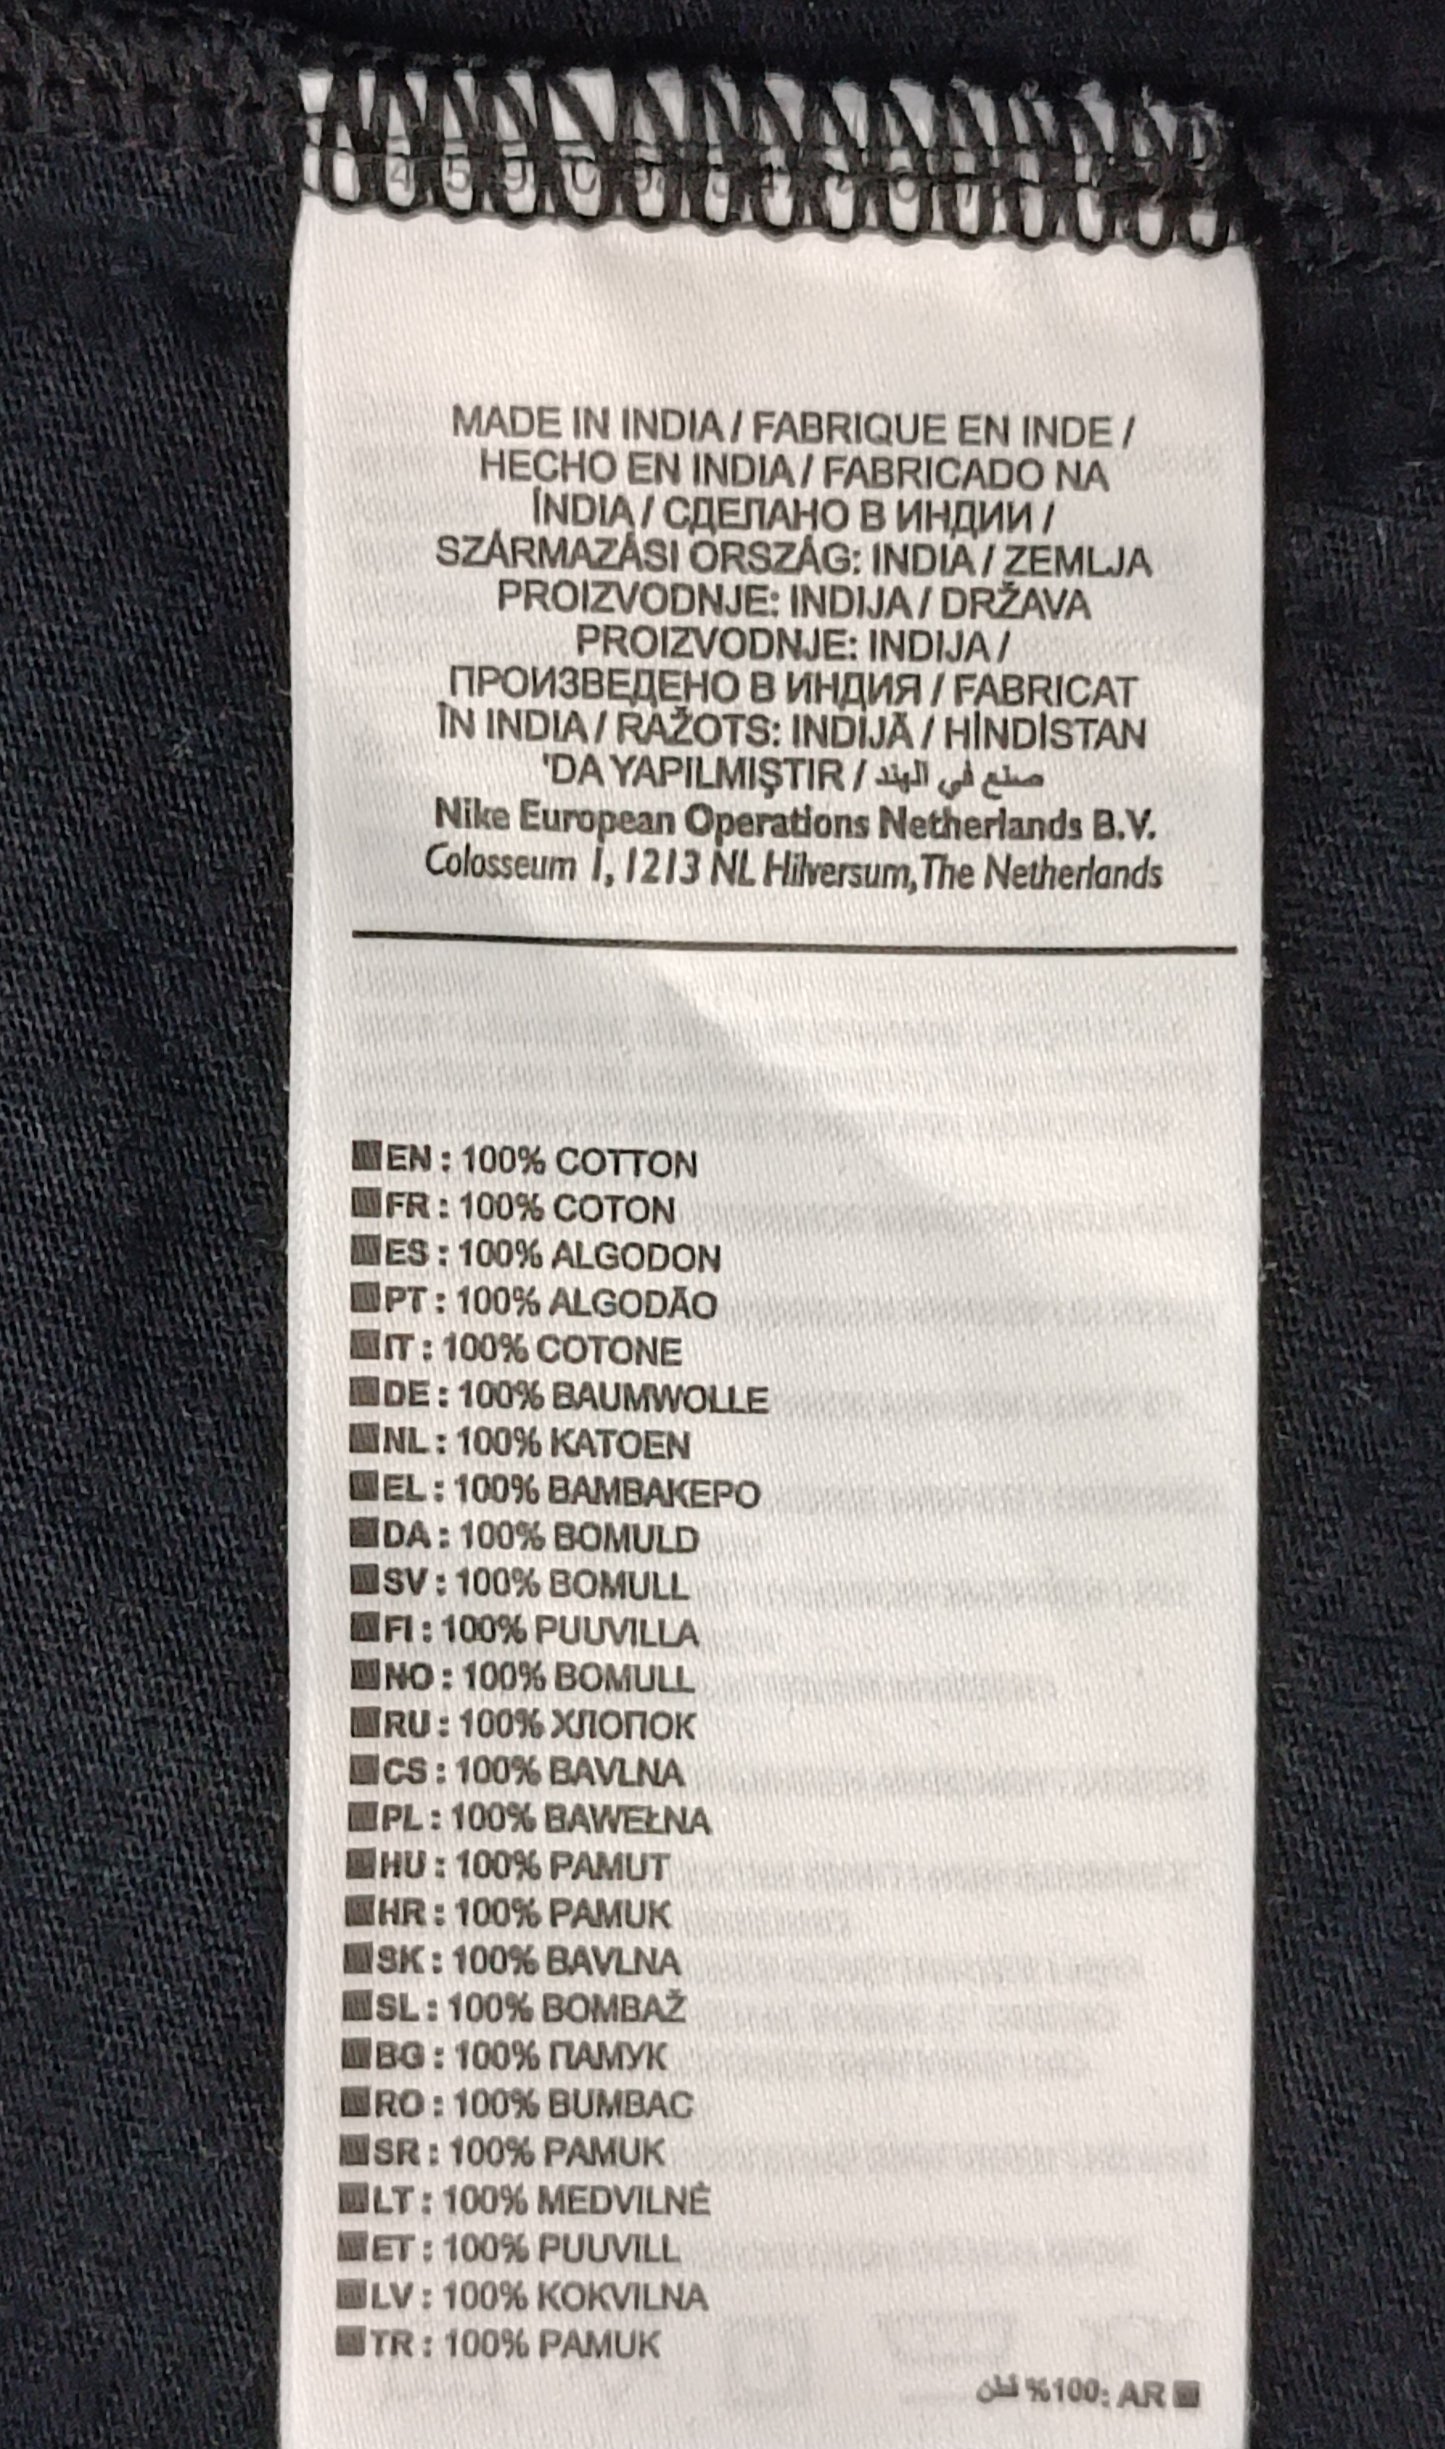 MADE IN INDIA / FABRIQUE EN INDE /
HECHO EN INDIA / FABRICADO NA
ÍNDIA / СДЕЛАНО В ИНДИИ /
SZÁRMAZÁSI ORSZÁG: INDIA / ZEMLJA
PROIZVODNJE: INDIJA / DRŽAVA
PROIZVODNJE: INDIJA /
ПРОИЗВЕДЕНО В ИНДИЯ / FABRICAT
ÎN INDIA / RAŽOTS: INDIJĀ / HİNDİSTAN
'DA YAPILMIŞTIR / صنع في الهند
Nike European Operations Netherlands B.V.
Colosseum 1, 1213 NL Hilversum, The Netherlands
■EN : 100% COTTON
■FR : 100% COTON
■ES : 100% ALGODON
■PT : 100% ALGODÃO
■IT : 100% COTONE
■DE : 100% BAUMWOLLE
■NL : 100% KATOEN
■EL : 100% BAMBAKEPO
■DA : 100% BOMULD
■SV : 100% BOMULL
■FI : 100% PUUVILLA
■NO : 100% BOMULL
■RU : 100% ХЛОПОК
■CS : 100% BAVLNA
■PL : 100% BAWEŁNA
■HU : 100% PAMUT
■HR : 100% PAMUK
■SK : 100% BAVLNA
■SL : 100% BOMBAŽ
■BG : 100% ПАМУК
■RO : 100% BUMBAC
■SR : 100% PAMUK
■LT : 100% MEDVILNĖ
■ET : 100% PUUVILL
■LV : 100% KOKVILNA
■TR : 100% PAMUK
■ AR :100% قطن